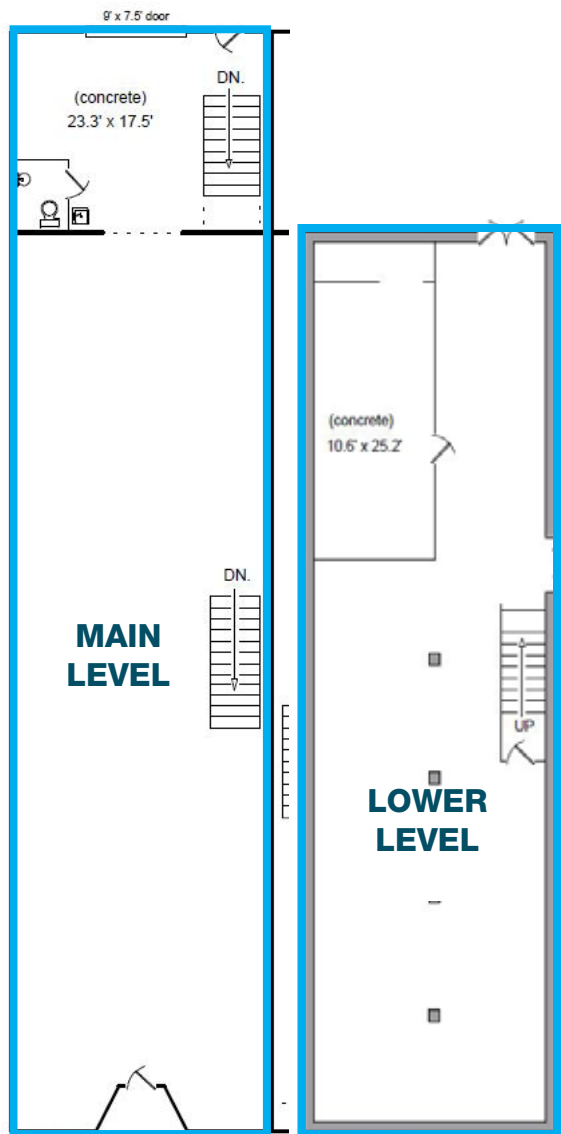 9' x 7.5' door
DN.
(concrete)
23.3' x 17.5'
DN.
MAIN
LEVEL
(concrete)
10.6' x 25.2'
UP
LOWER
LEVEL